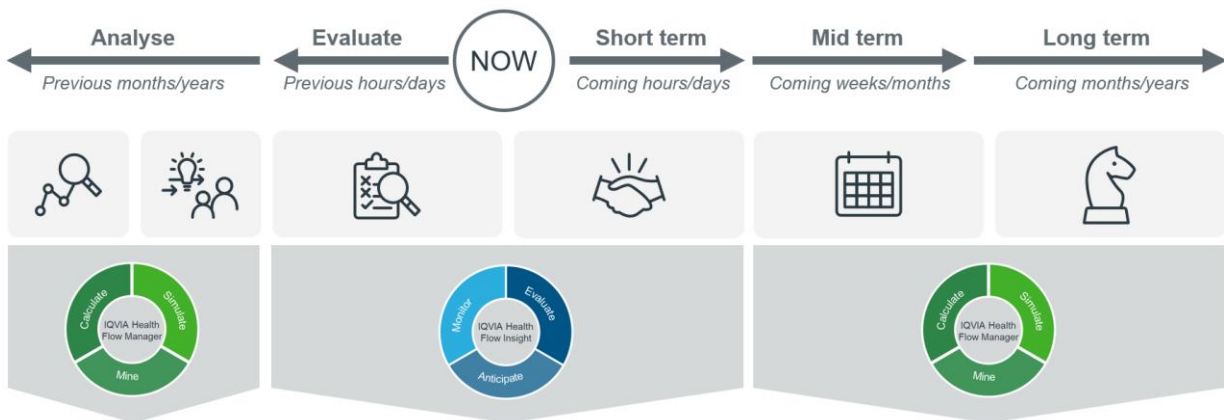 Analyse
Evaluate
NOW
Short term
Mid term
Long term
Previous months/years
Previous hours/days
Coming hours/days
Coming weeks/months
Coming months/years
Calculate
Simulate
IQVIA Health
Flow Manager
Mine
Monitor
Evaluate
IQVIA Health
Flow Insight
Anticipate
Calculate
Simulate
IQVIA Health
Flow Manager
Mine